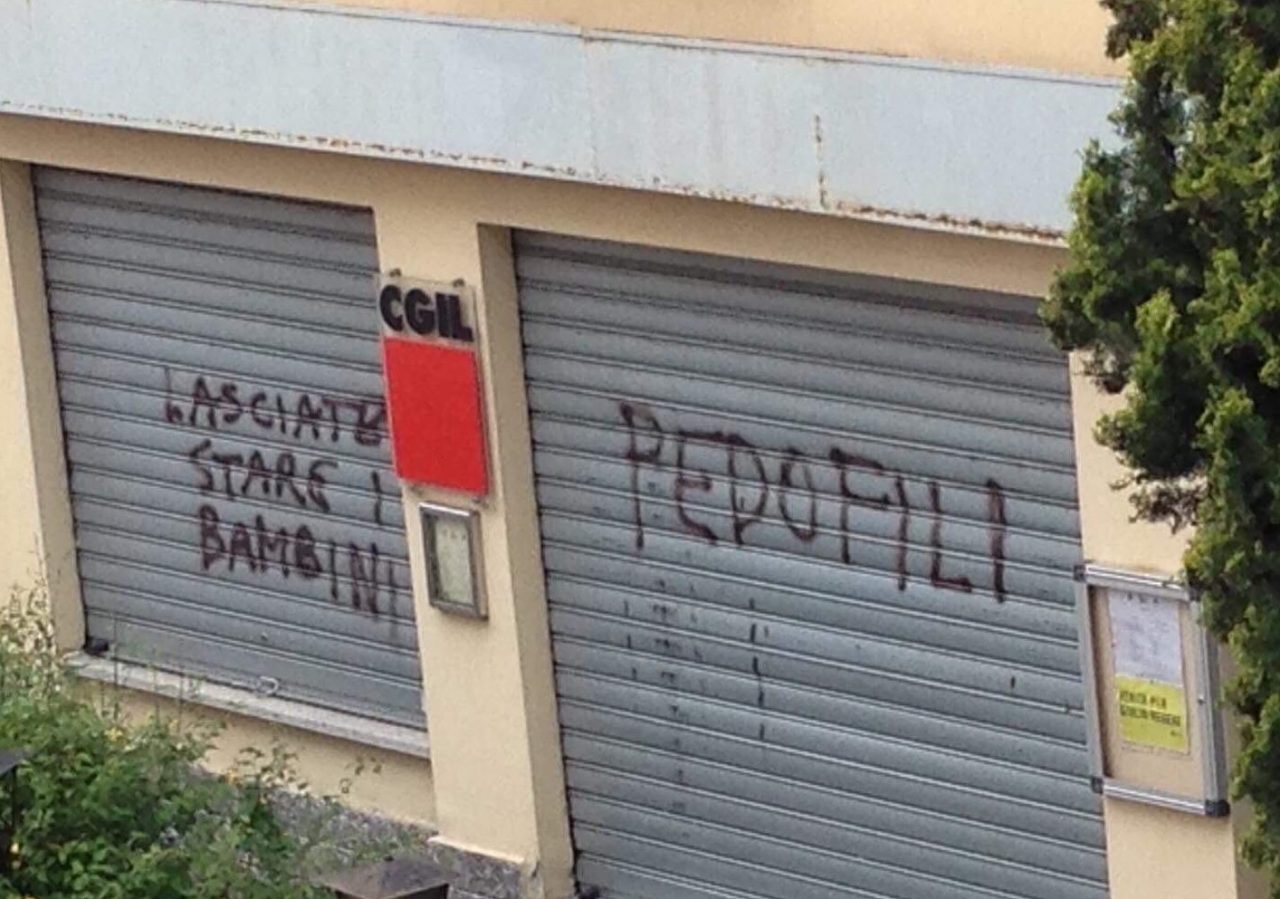 LASCIATE
STARE I
BAMBINI
CGIL
PEDOFILI